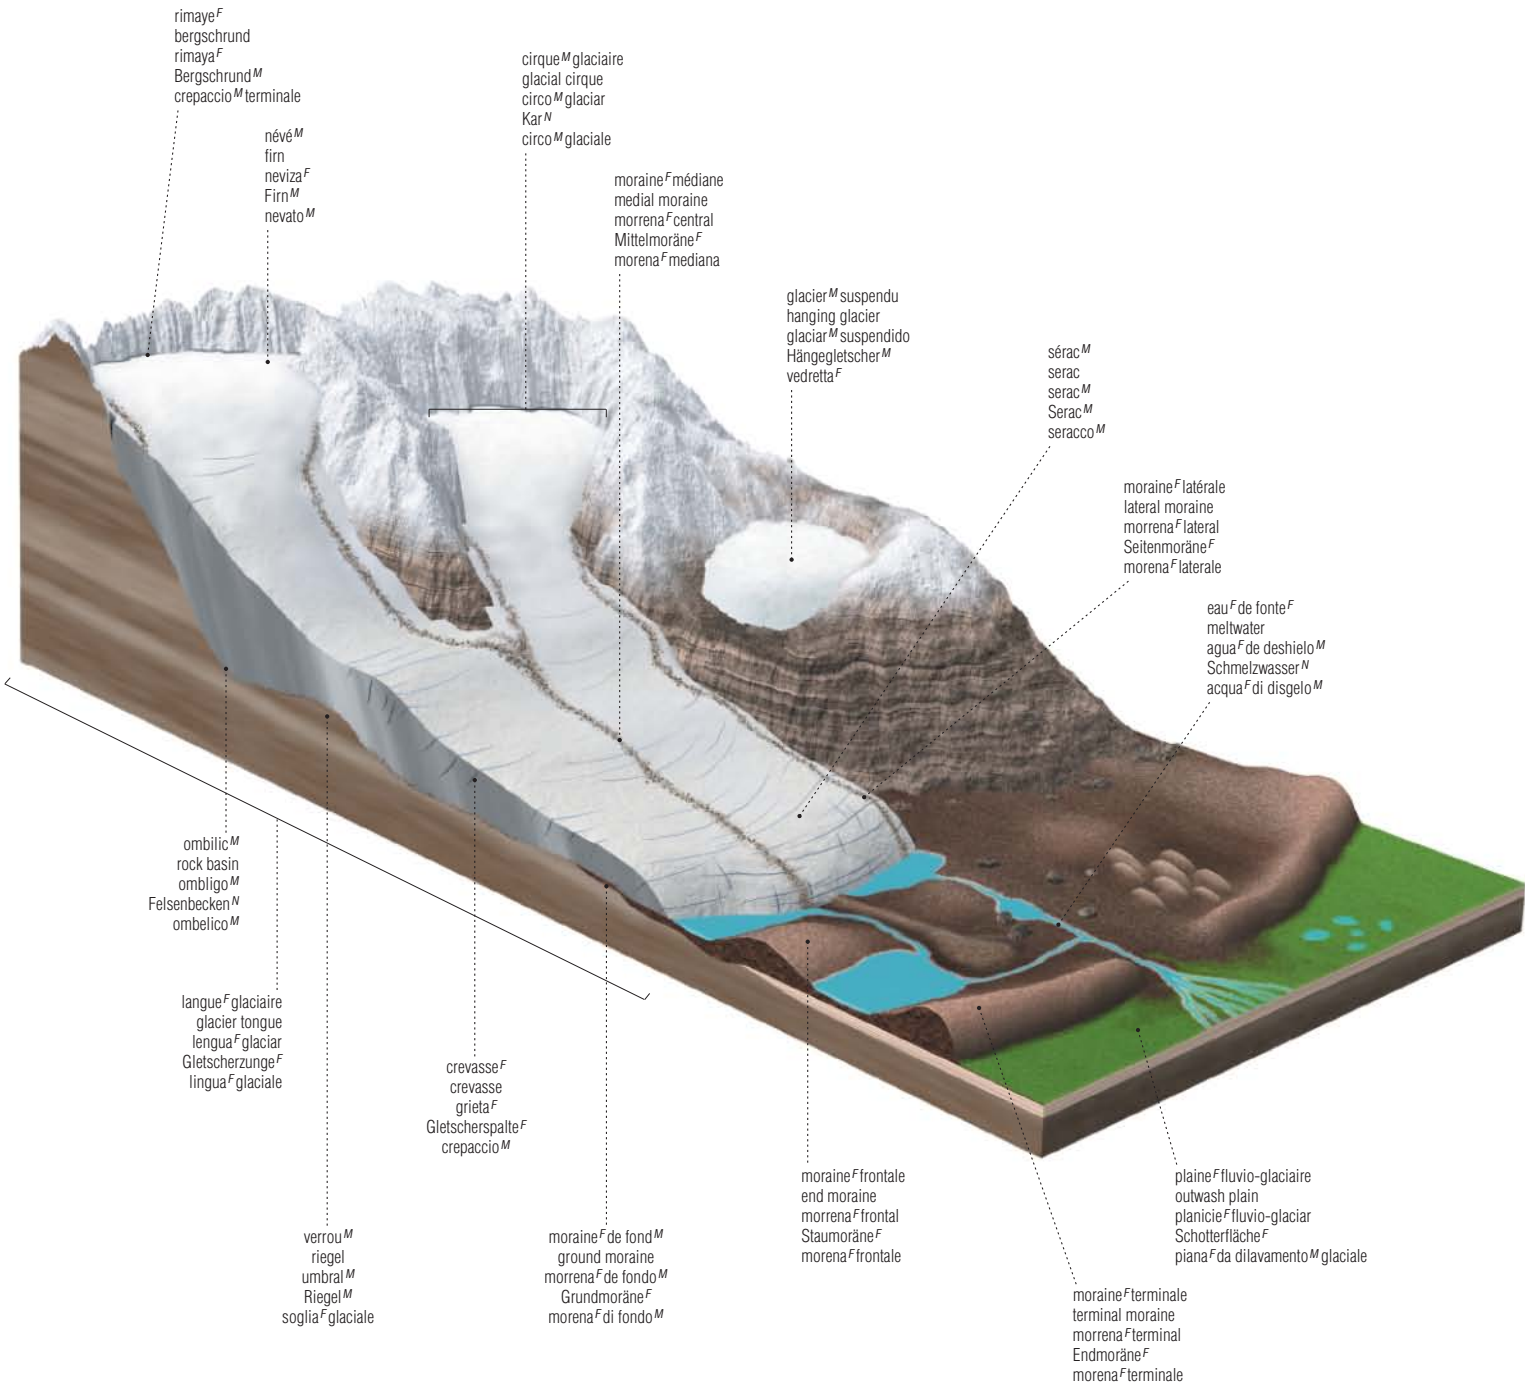 rimaye F
bergschrund
rimaya F
Bergschrund M
crepaccio M terminale
névé M
firn
neviza F
Firn M
nevato M
cirque M glaciaire
glacial cirque
circo M glaciar
Kar N
circo M glaciale
moraine F médiane
medial moraine
morrena F central
Mittelmoräne F
morena F mediana
glacier M suspendu
hanging glacier
glaciar M suspendido
Hängegletscher M
vedretta F
sérac M
serac
serac M
Serac M
seracco M
moraine F latérale
lateral moraine
morrena F lateral
Seitenmoräne F
morena F laterale
eau F de fonte F
meltwater
agua F de deshielo M
Schmelzwasser N
acqua F di disgelo M
ombilic M
rock basin
ombligo M
Felsenbecken N
ombelico M
langue F glaciaire
glacier tongue
lengua F glaciar
Gletscherzunge F
lingua F glaciale
crevasse F
crevasse
grieta F
Gletscherspalte F
crepaccio M
verrou M
riegel
umbral M
Riegel M
soglia F glaciale
moraine F de fond M
ground moraine
morrena F de fondo M
Grundmoräne F
morena F di fondo M
moraine F frontale
end moraine
morrena F frontal
Staumoräne F
morena F frontale
plaine F fluvio-glaciaire
outwash plain
planicie F fluvio-glaciar
Schotterfläche F
piana F da dilavamento M glaciale
moraine F terminale
terminal moraine
morrena F terminal
Endmoräne F
morena F terminale